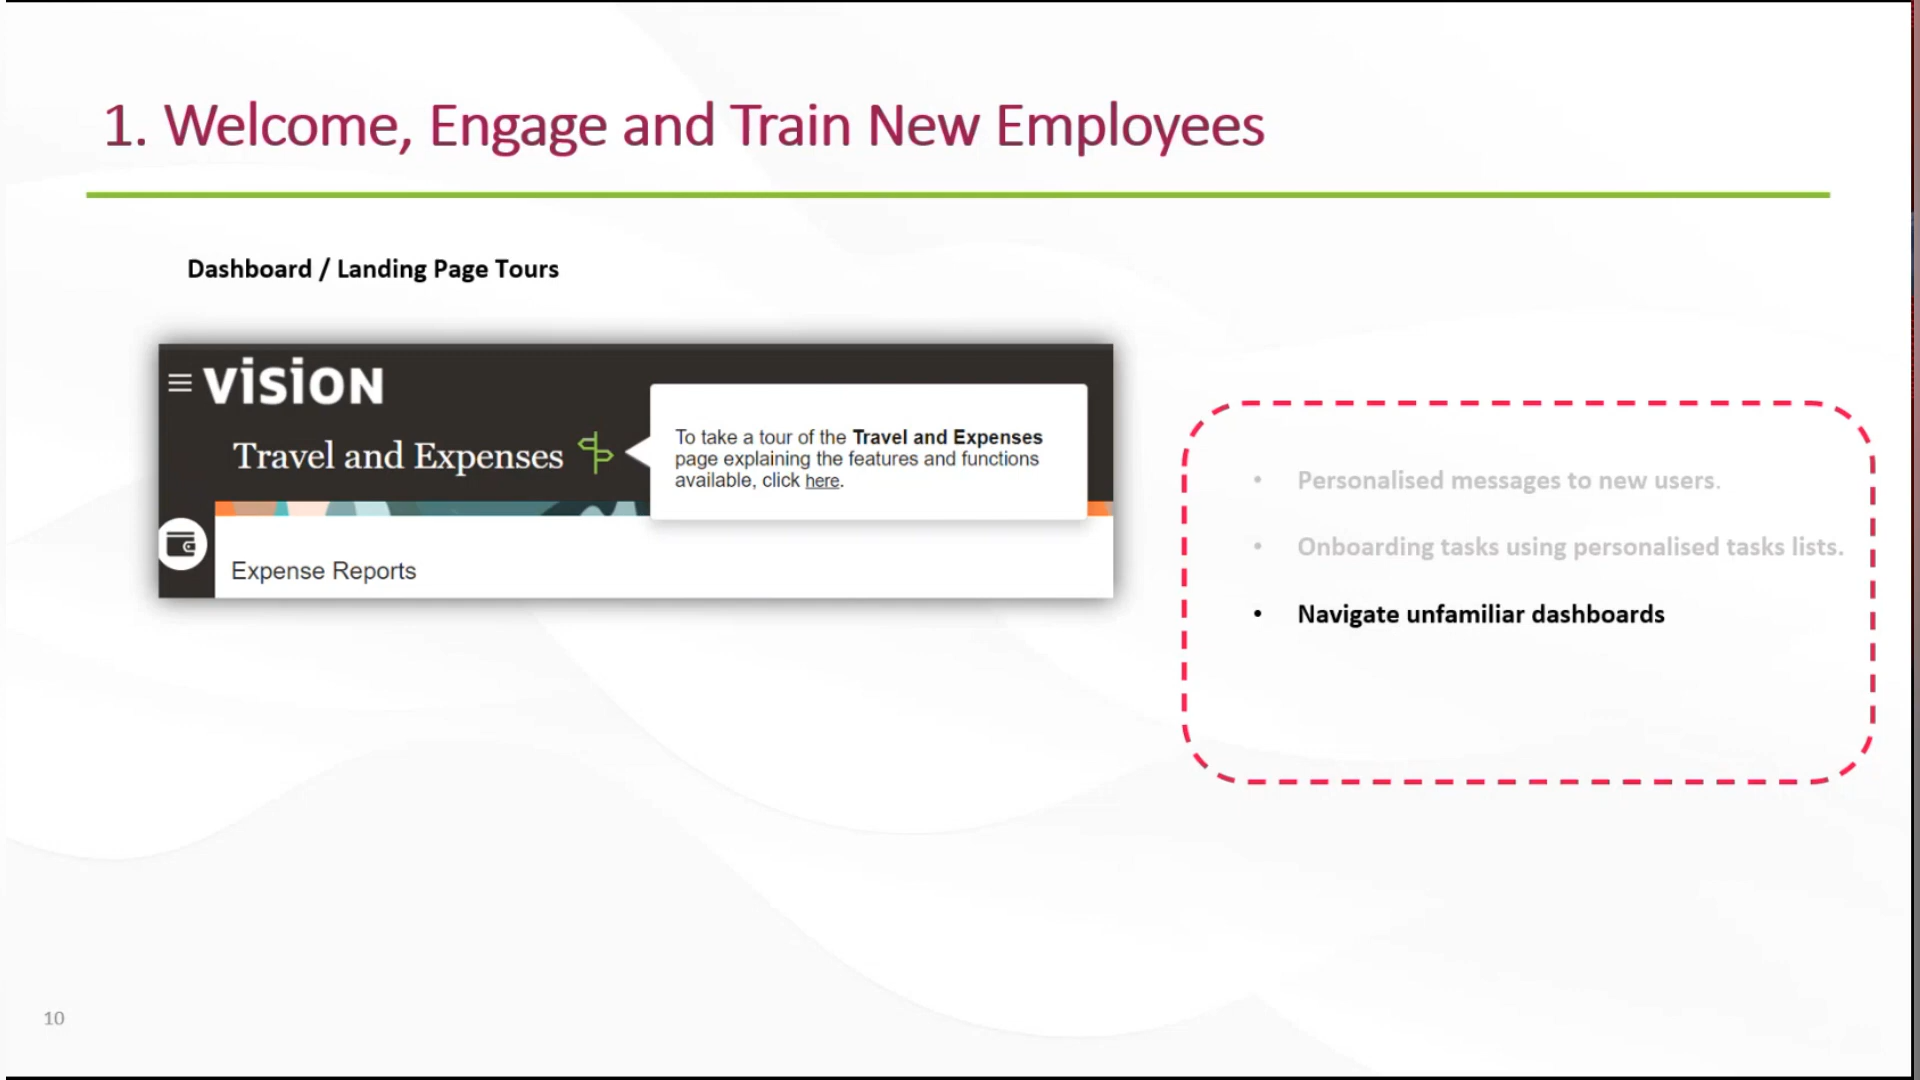 1. Welcome, Engage and Train New Employees
Dashboard / Landing Page Tours
VISION
Travel and Expenses
To take a tour of the Travel and Expenses
page explaining the features and functions
available, click here.
Expense Reports
• Personalised messages to new users.
• Onboarding tasks using personalised tasks lists.
• Navigate unfamiliar dashboards
10